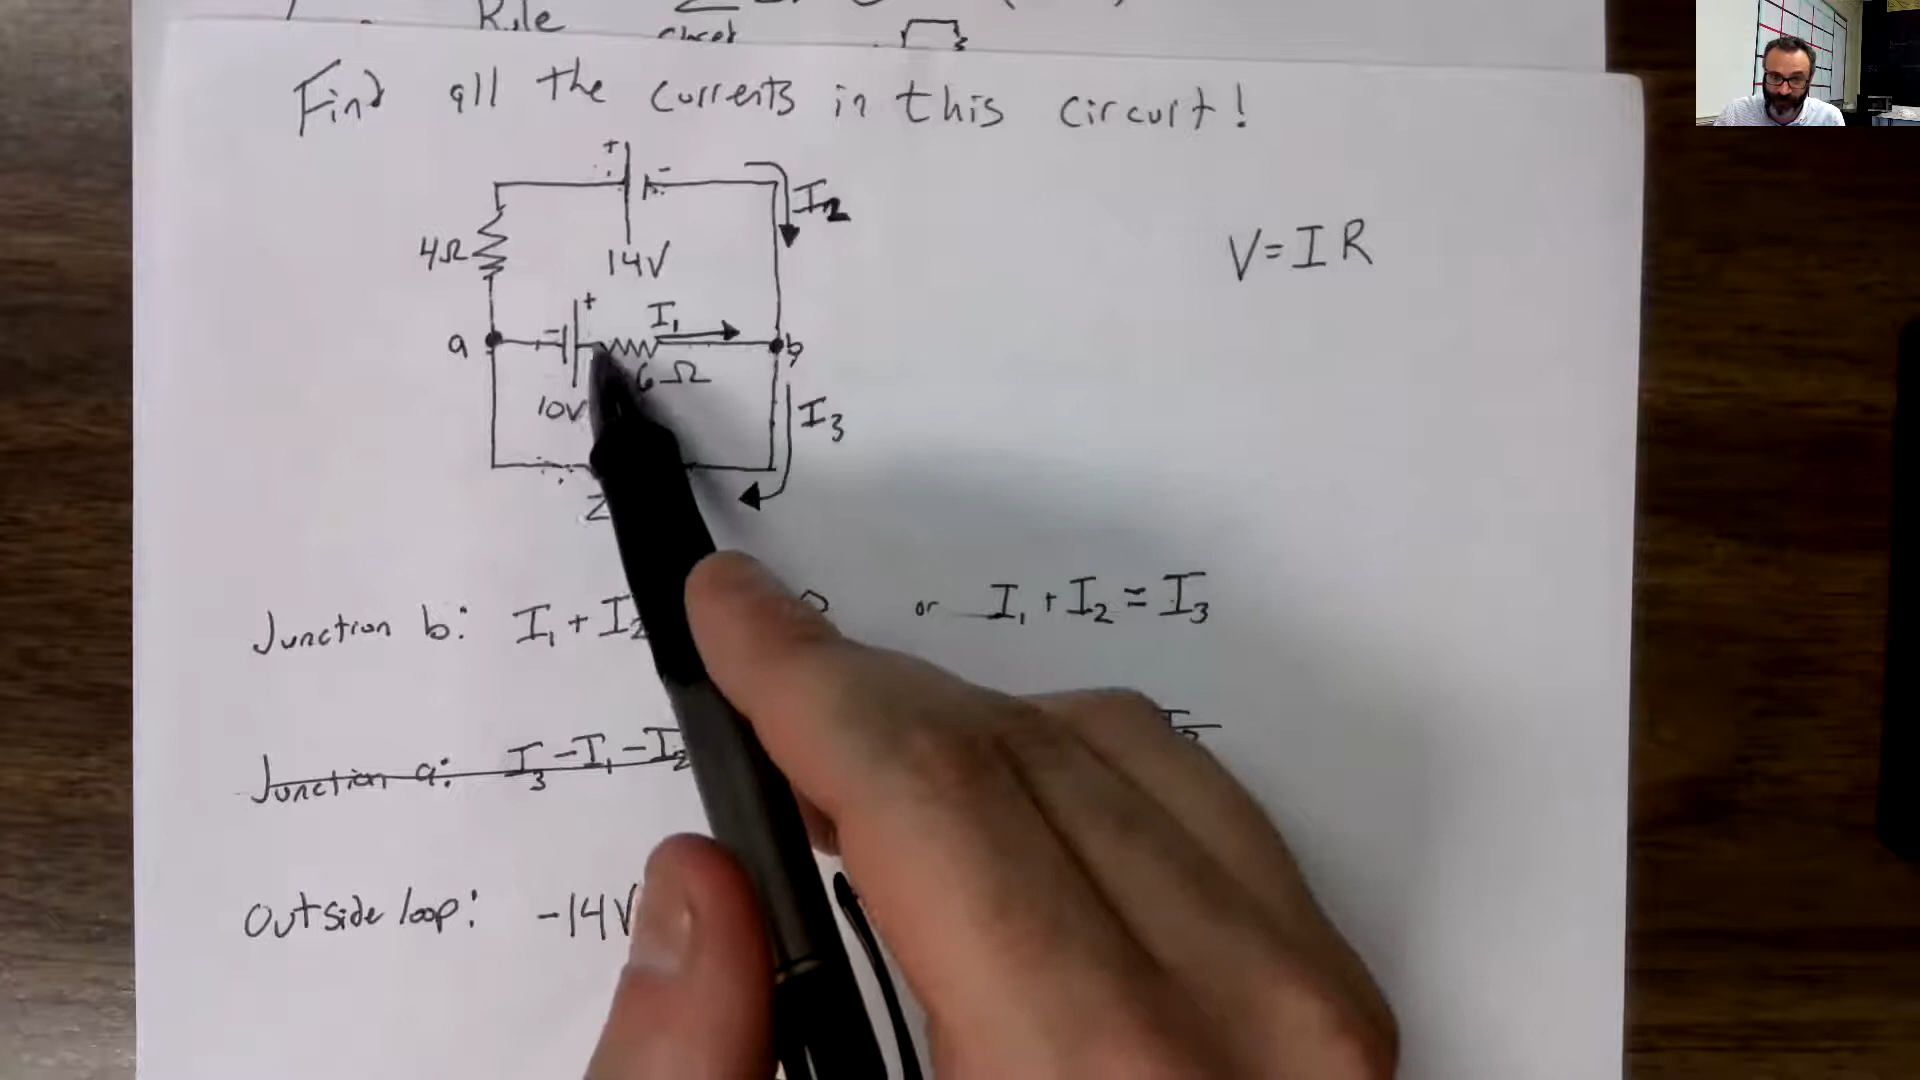 Rule
Find all the currents in this circuit!
+ -
I2
4Ω
14V
V=IR
- +
I1
a
b
6Ω
10V
I3
Junction b: I1 + I2
or I1 + I2 = I3
Junction a: I3 - I1 - I2
Outside loop: -14V